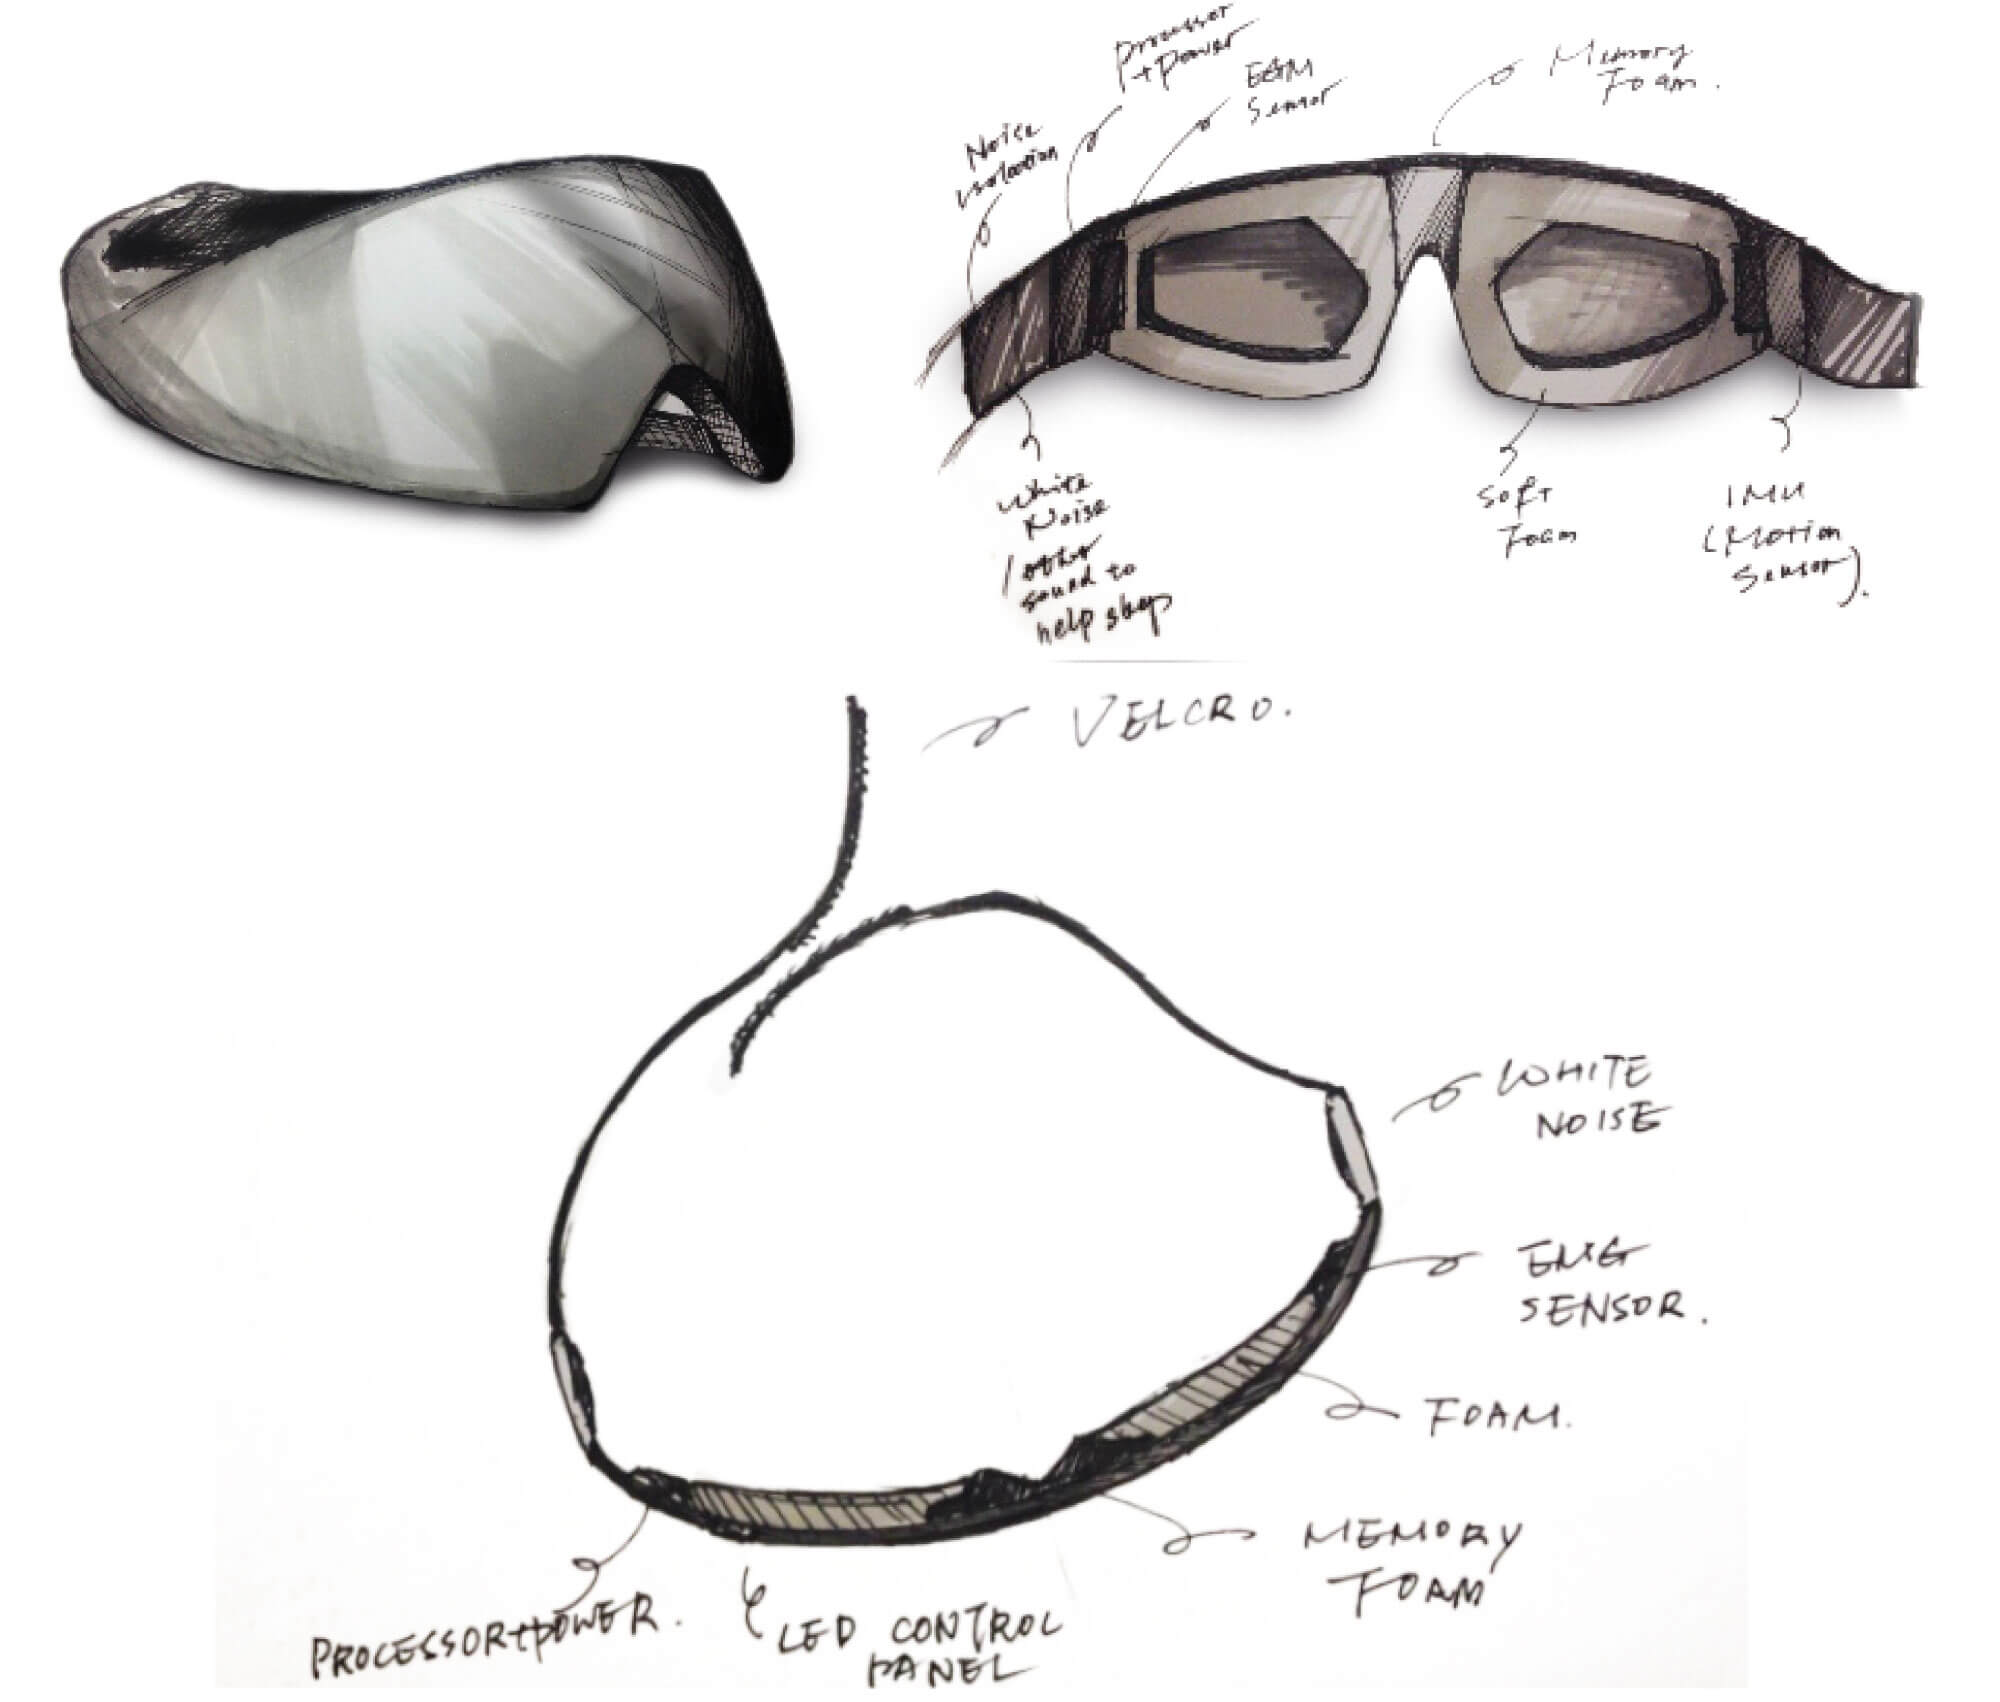 Processor
+ Power
EGM
Sensor
Memory
Foam.
Noise
isolation
White
Noise
/ other
sound to
help sleep
Soft
Foam
IMU
(Motion
Sensor).
VELCRO.
WHITE
NOISE
EMG
SENSOR.
FOAM.
MEMORY
FOAM
PROCESSOR+POWER.
LED CONTROL
PANEL